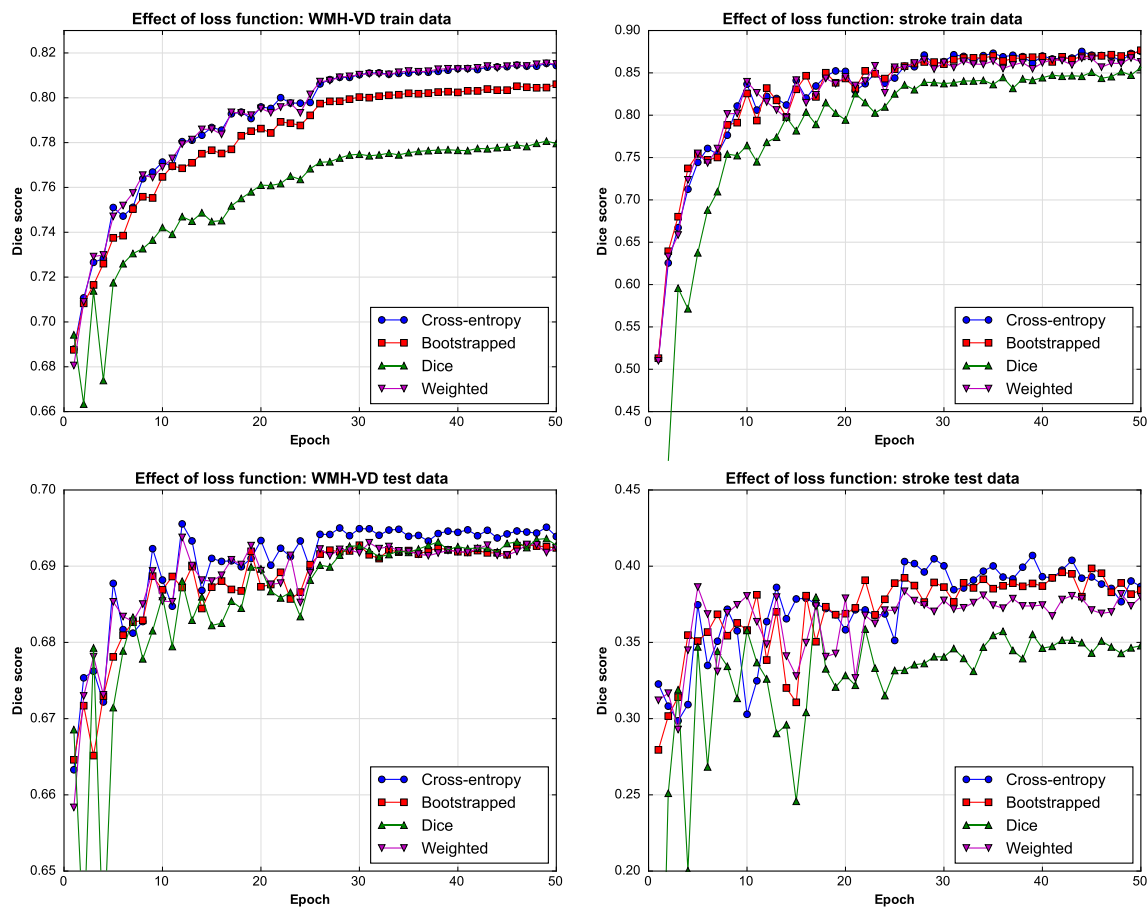 Effect of loss function: WMH-VD train data
Dice score
0.82
0.80
0.78
0.76
0.74
0.72
0.70
0.68
0.66
0
10
20
30
40
50
Epoch
Cross-entropy
Bootstrapped
Dice
Weighted
Effect of loss function: stroke train data
Dice score
0.90
0.85
0.80
0.75
0.70
0.65
0.60
0.55
0.50
0.45
0
10
20
30
40
50
Epoch
Cross-entropy
Bootstrapped
Dice
Weighted
Effect of loss function: WMH-VD test data
Dice score
0.70
0.69
0.68
0.67
0.66
0.65
0
10
20
30
40
50
Epoch
Cross-entropy
Bootstrapped
Dice
Weighted
Effect of loss function: stroke test data
Dice score
0.45
0.40
0.35
0.30
0.25
0.20
0
10
20
30
40
50
Epoch
Cross-entropy
Bootstrapped
Dice
Weighted